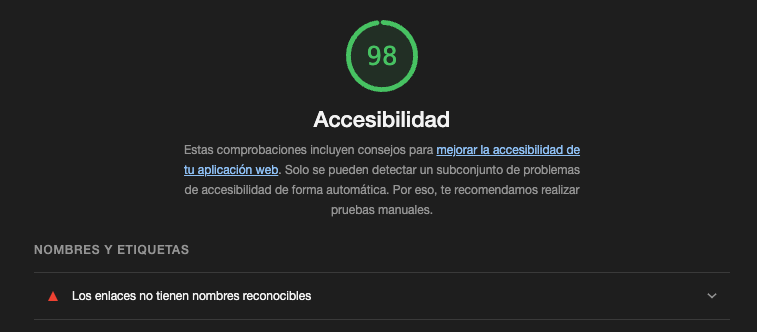 98
Accesibilidad
Estas comprobaciones incluyen consejos para mejorar la accesibilidad de
tu aplicación web. Solo se pueden detectar un subconjunto de problemas
de accesibilidad de forma automática. Por eso, te recomendamos realizar
pruebas manuales.
NOMBRES Y ETIQUETAS
Los enlaces no tienen nombres reconocibles